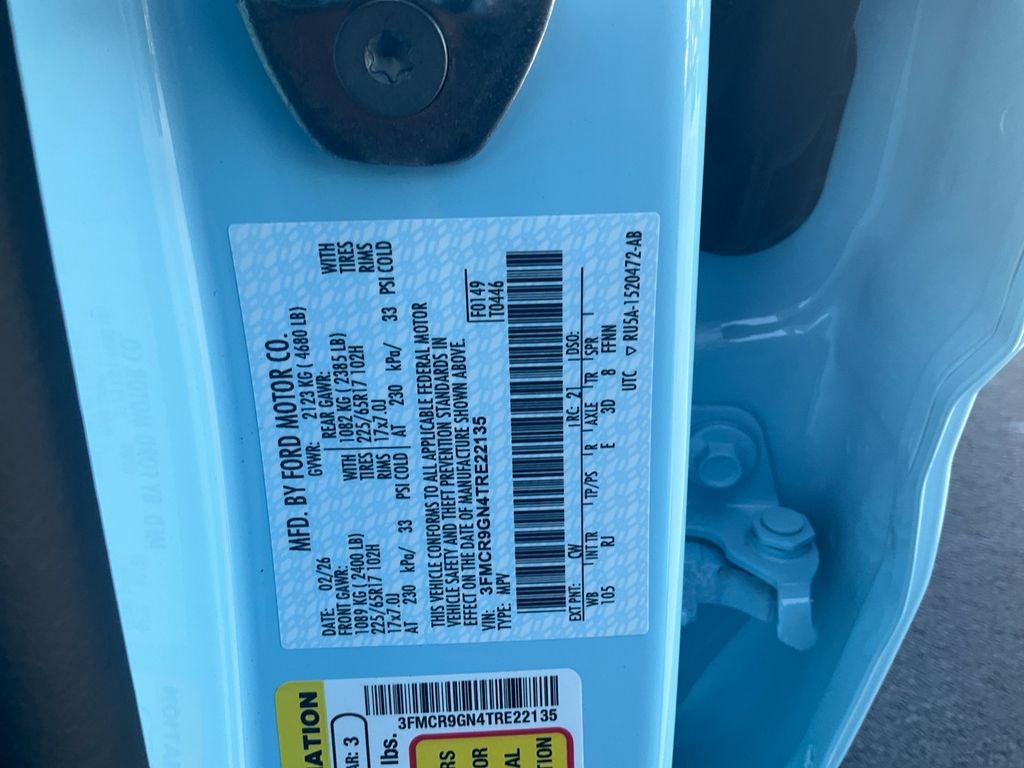 MFD. BY FORD MOTOR CO.
DATE: 02/26 GVWR: 2123 KG ( 4680 LB)
FRONT GAWR: REAR GAWR:
1089 KG ( 2400 LB) WITH 1082 KG ( 2385 LB) WITH
225/65R17 102H TIRES 225/65R17 102H TIRES
17x7.0J RIMS 17x7.0J RIMS
AT 230 kPa/ 33 PSI COLD AT 230 kPa/ 33 PSI COLD
THIS VEHICLE CONFORMS TO ALL APPLICABLE FEDERAL MOTOR
VEHICLE SAFETY AND THEFT PREVENTION STANDARDS IN
EFFECT ON THE DATE OF MANUFACTURE SHOWN ABOVE.
F0149
T0446
VIN: 3FMCR9GN4TRE22135
TYPE: MPV
EXT PNT: CW RC: 21 DSO:
WB INTTR TP/PS R AXLE TR SPR
105 RJ E 3D 8 FFNN
UTC ▽ RU5A-1520472-AB
3FMCR9GN4TRE22135
lbs.